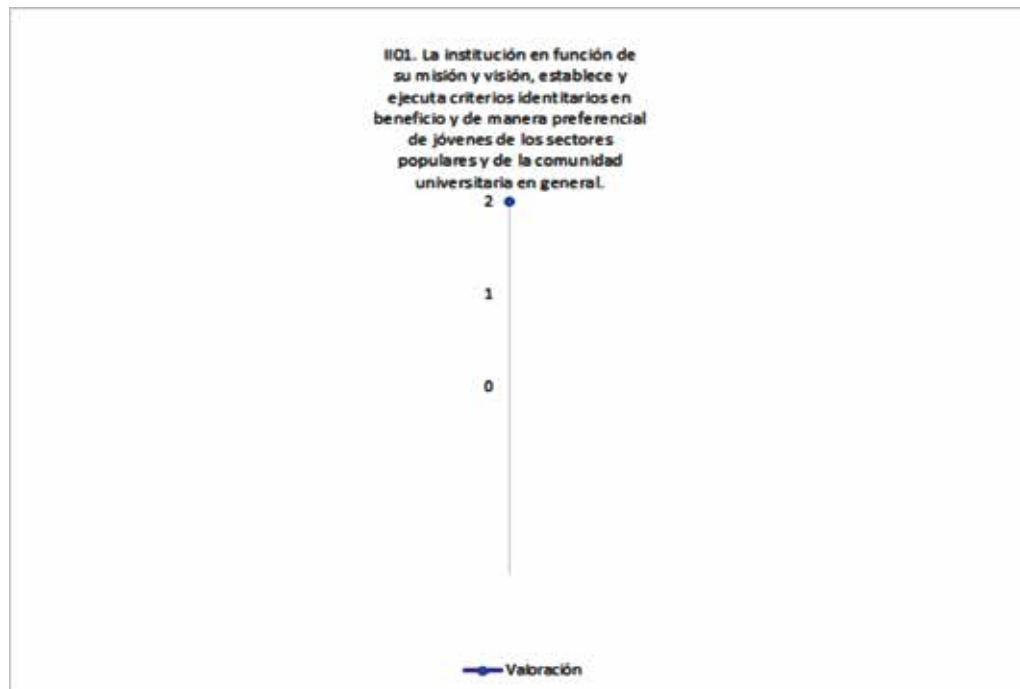 II01. La institución en función de
su misión y visión, establece y
ejecuta criterios identitarios en
beneficio y de manera preferencial
de jóvenes de los sectores
populares y de la comunidad
universitaria en general.
2
1
0
Valoración